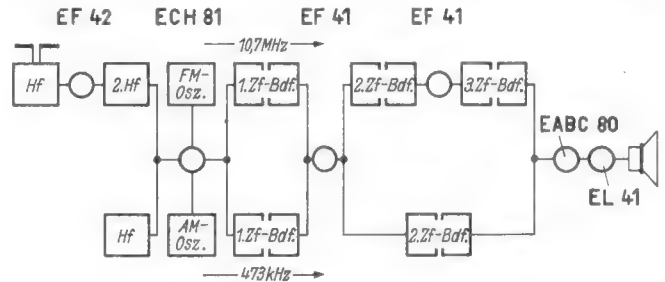 EF 42 ECH 81 EF 41 EF 41
10,7MHz
Hf 2.Hf FM-Osz. 1.Zf-Bdf. 2.Zf-Bdf. 3.Zf-Bdf.
EABC 80
EL 41
Hf AM-Osz. 1.Zf-Bdf. 2.Zf-Bdf.
473kHz